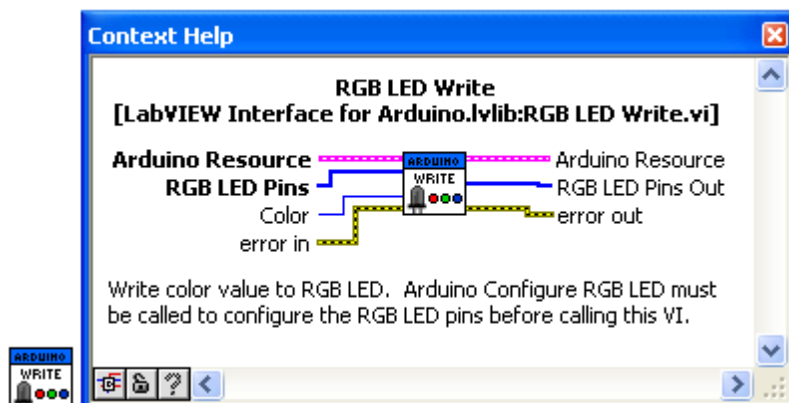 Context Help
RGB LED Write
[LabVIEW Interface for Arduino.lvlib:RGB LED Write.vi]
Arduino Resource ARDUINO Arduino Resource
RGB LED Pins WRITE RGB LED Pins Out
Color
error out
error in
Write color value to RGB LED. Arduino Configure RGB LED must
be called to configure the RGB LED pins before calling this VI.
ARDUINO
WRITE
?